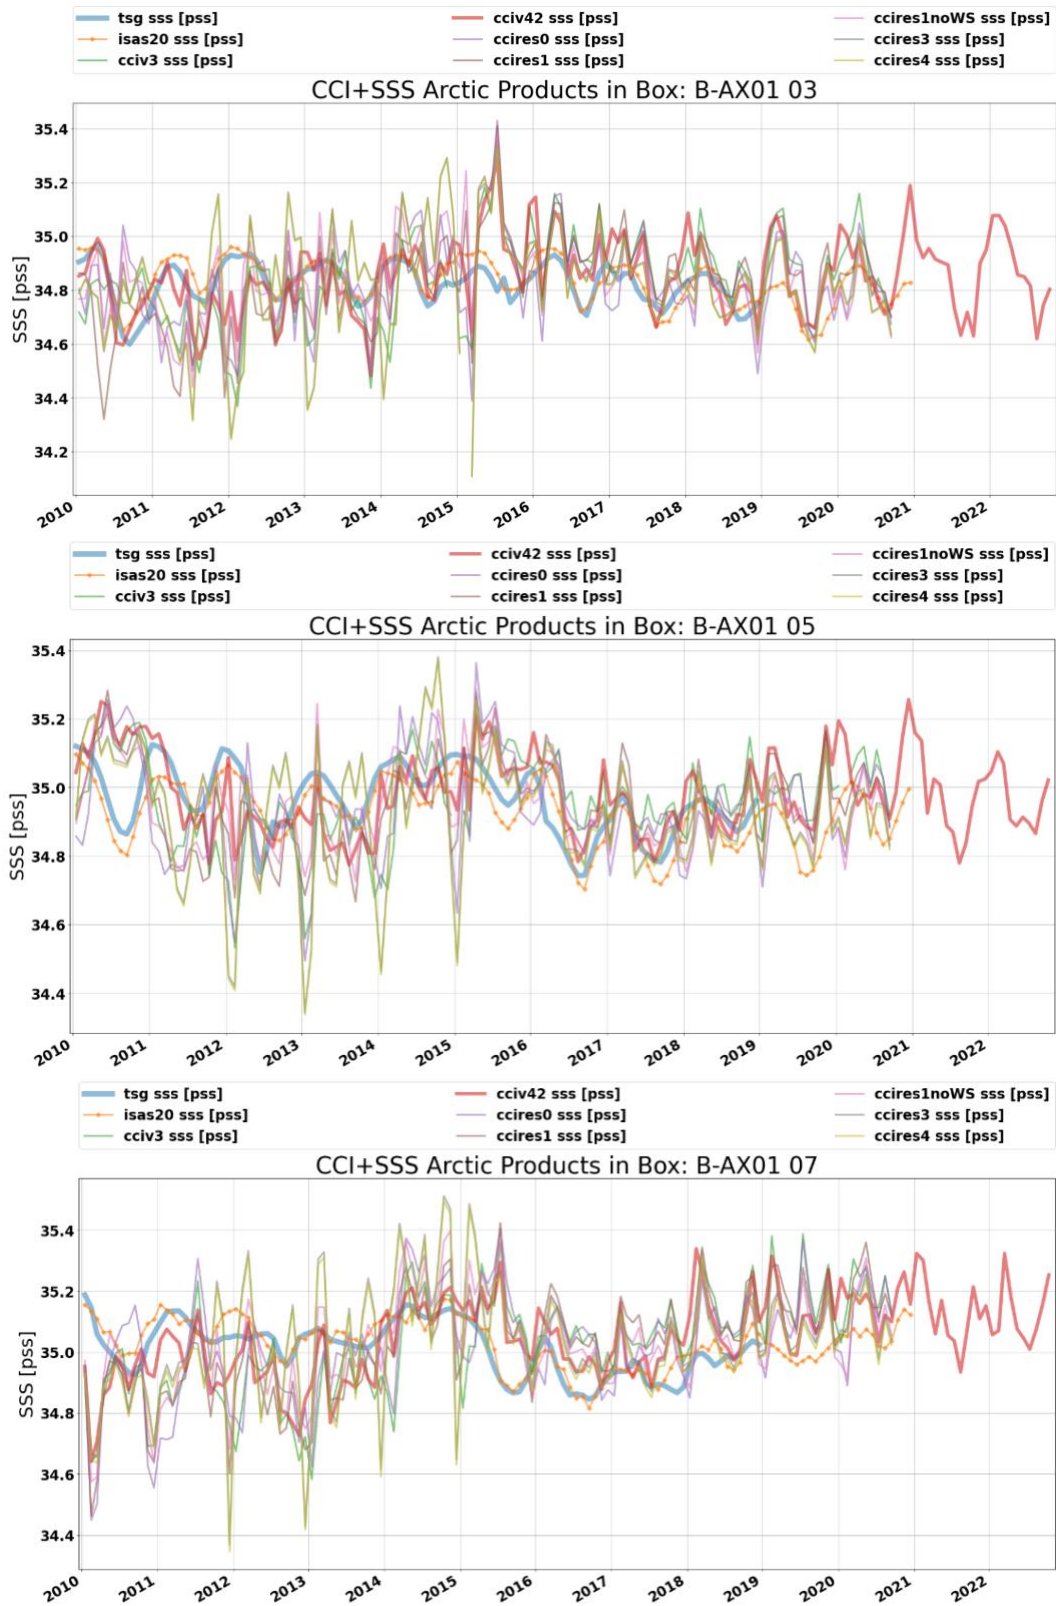 tsg sss [pss] cciv42 sss [pss] ccires1noWS sss [pss]
isas20 sss [pss] ccires0 sss [pss] ccires3 sss [pss]
cciv3 sss [pss] ccires1 sss [pss] ccires4 sss [pss]
CCI+SSS Arctic Products in Box: B-AX01 03
SSS [pss]
35.4
35.2
35.0
34.8
34.6
34.4
34.2
2010 2011 2012 2013 2014 2015 2016 2017 2018 2019 2020 2021 2022
tsg sss [pss] cciv42 sss [pss] ccires1noWS sss [pss]
isas20 sss [pss] ccires0 sss [pss] ccires3 sss [pss]
cciv3 sss [pss] ccires1 sss [pss] ccires4 sss [pss]
CCI+SSS Arctic Products in Box: B-AX01 05
SSS [pss]
35.4
35.2
35.0
34.8
34.6
34.4
2010 2011 2012 2013 2014 2015 2016 2017 2018 2019 2020 2021 2022
tsg sss [pss] cciv42 sss [pss] ccires1noWS sss [pss]
isas20 sss [pss] ccires0 sss [pss] ccires3 sss [pss]
cciv3 sss [pss] ccires1 sss [pss] ccires4 sss [pss]
CCI+SSS Arctic Products in Box: B-AX01 07
SSS [pss]
35.4
35.2
35.0
34.8
34.6
34.4
2010 2011 2012 2013 2014 2015 2016 2017 2018 2019 2020 2021 2022